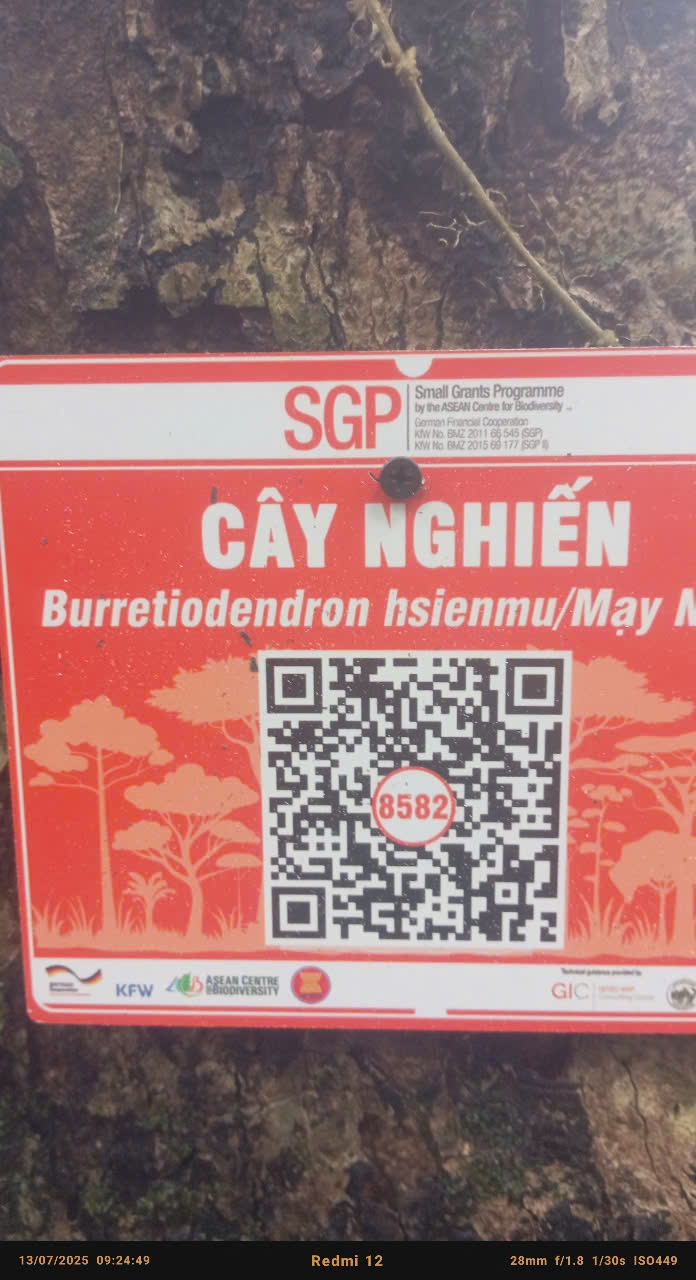 SGP
Small Grants Programme
by the ASEAN Centre for Biodiversity
German Financial Cooperation
KfW No. BMZ 2011 66 545 (SGP)
KfW No. BMZ 2015 69 177 (SGP II)
CÂY NGHIẾN
Burretiodendron hsienmu/Mạy N
8582
KFW
ASEAN CENTRE
BIODIVERSITY
Technical guidance provided by
GIC
13/07/2025 09:24:49
Redmi 12
28mm f/1.8 1/30s ISO449